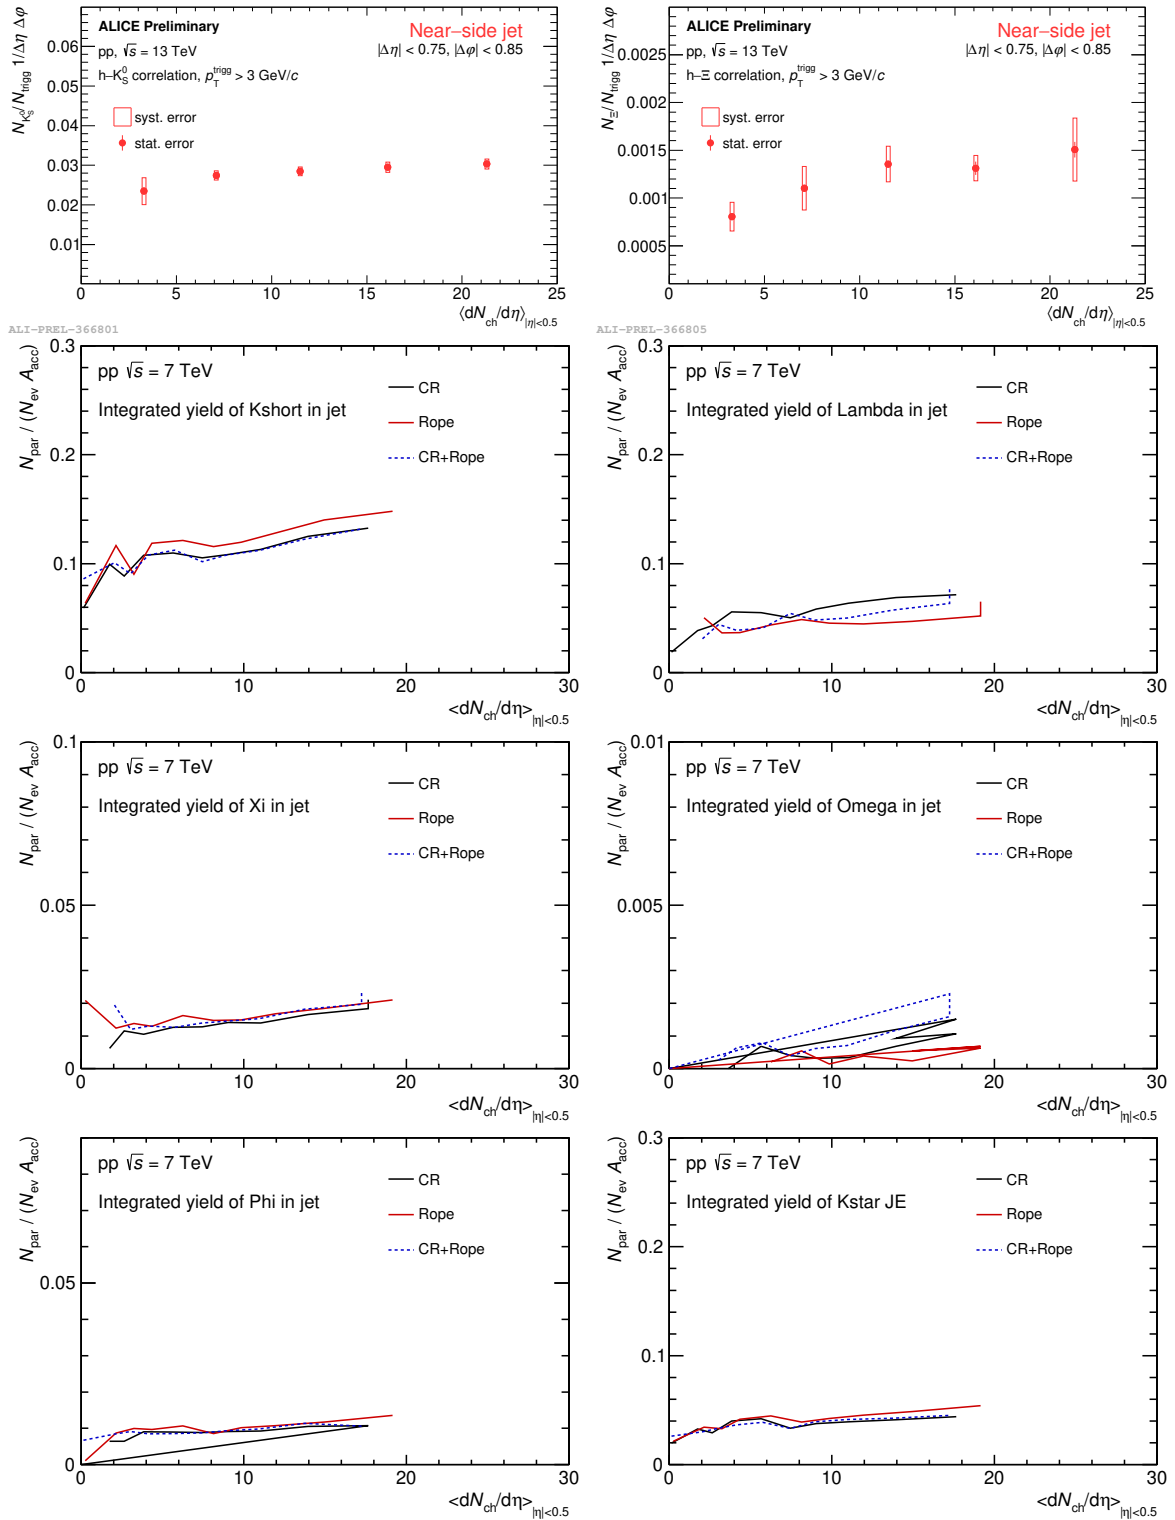 ALICE Preliminary
Near–side jet
pp, √s = 13 TeV
|Δη| < 0.75, |Δφ| < 0.85
h–K⁰S correlation, pTtrigg > 3 GeV/c
syst. error
stat. error
NK⁰S/Ntrigg 1/Δη Δφ
0.06
0.05
0.04
0.03
0.02
0.01
0 5 10 15 20 25
⟨dNch/dη⟩|η|<0.5
ALI-PREL-366801
ALICE Preliminary
Near–side jet
pp, √s = 13 TeV
|Δη| < 0.75, |Δφ| < 0.85
h–Ξ correlation, pTtrigg > 3 GeV/c
syst. error
stat. error
NΞ/Ntrigg 1/Δη Δφ
0.0025
0.002
0.0015
0.001
0.0005
0 5 10 15 20 25
⟨dNch/dη⟩|η|<0.5
ALI-PREL-366805
Npar / (Nev Aacc)
pp √s = 7 TeV
Integrated yield of Kshort in jet
CR
Rope
CR+Rope
0.3
0.2
0.1
0
0 10 20 30
<dNch/dη>|η|<0.5
Npar / (Nev Aacc)
pp √s = 7 TeV
Integrated yield of Lambda in jet
CR
Rope
CR+Rope
0.3
0.2
0.1
0
0 10 20 30
<dNch/dη>|η|<0.5
Npar / (Nev Aacc)
pp √s = 7 TeV
Integrated yield of Xi in jet
CR
Rope
CR+Rope
0.1
0.05
0
0 10 20 30
<dNch/dη>|η|<0.5
Npar / (Nev Aacc)
pp √s = 7 TeV
Integrated yield of Omega in jet
CR
Rope
CR+Rope
0.01
0.005
0
0 10 20 30
<dNch/dη>|η|<0.5
Npar / (Nev Aacc)
pp √s = 7 TeV
Integrated yield of Phi in jet
CR
Rope
CR+Rope
0.05
0
0 10 20 30
<dNch/dη>|η|<0.5
Npar / (Nev Aacc)
pp √s = 7 TeV
Integrated yield of Kstar JE
CR
Rope
CR+Rope
0.3
0.2
0.1
0
0 10 20 30
<dNch/dη>|η|<0.5